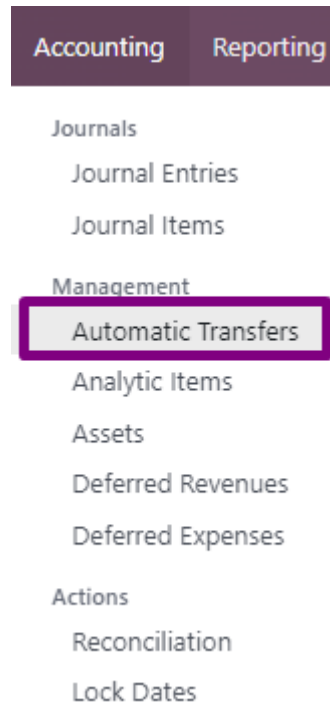 Accounting Reporting
Journals
Journal Entries
Journal Items
Management
Automatic Transfers
Analytic Items
Assets
Deferred Revenues
Deferred Expenses
Actions
Reconciliation
Lock Dates